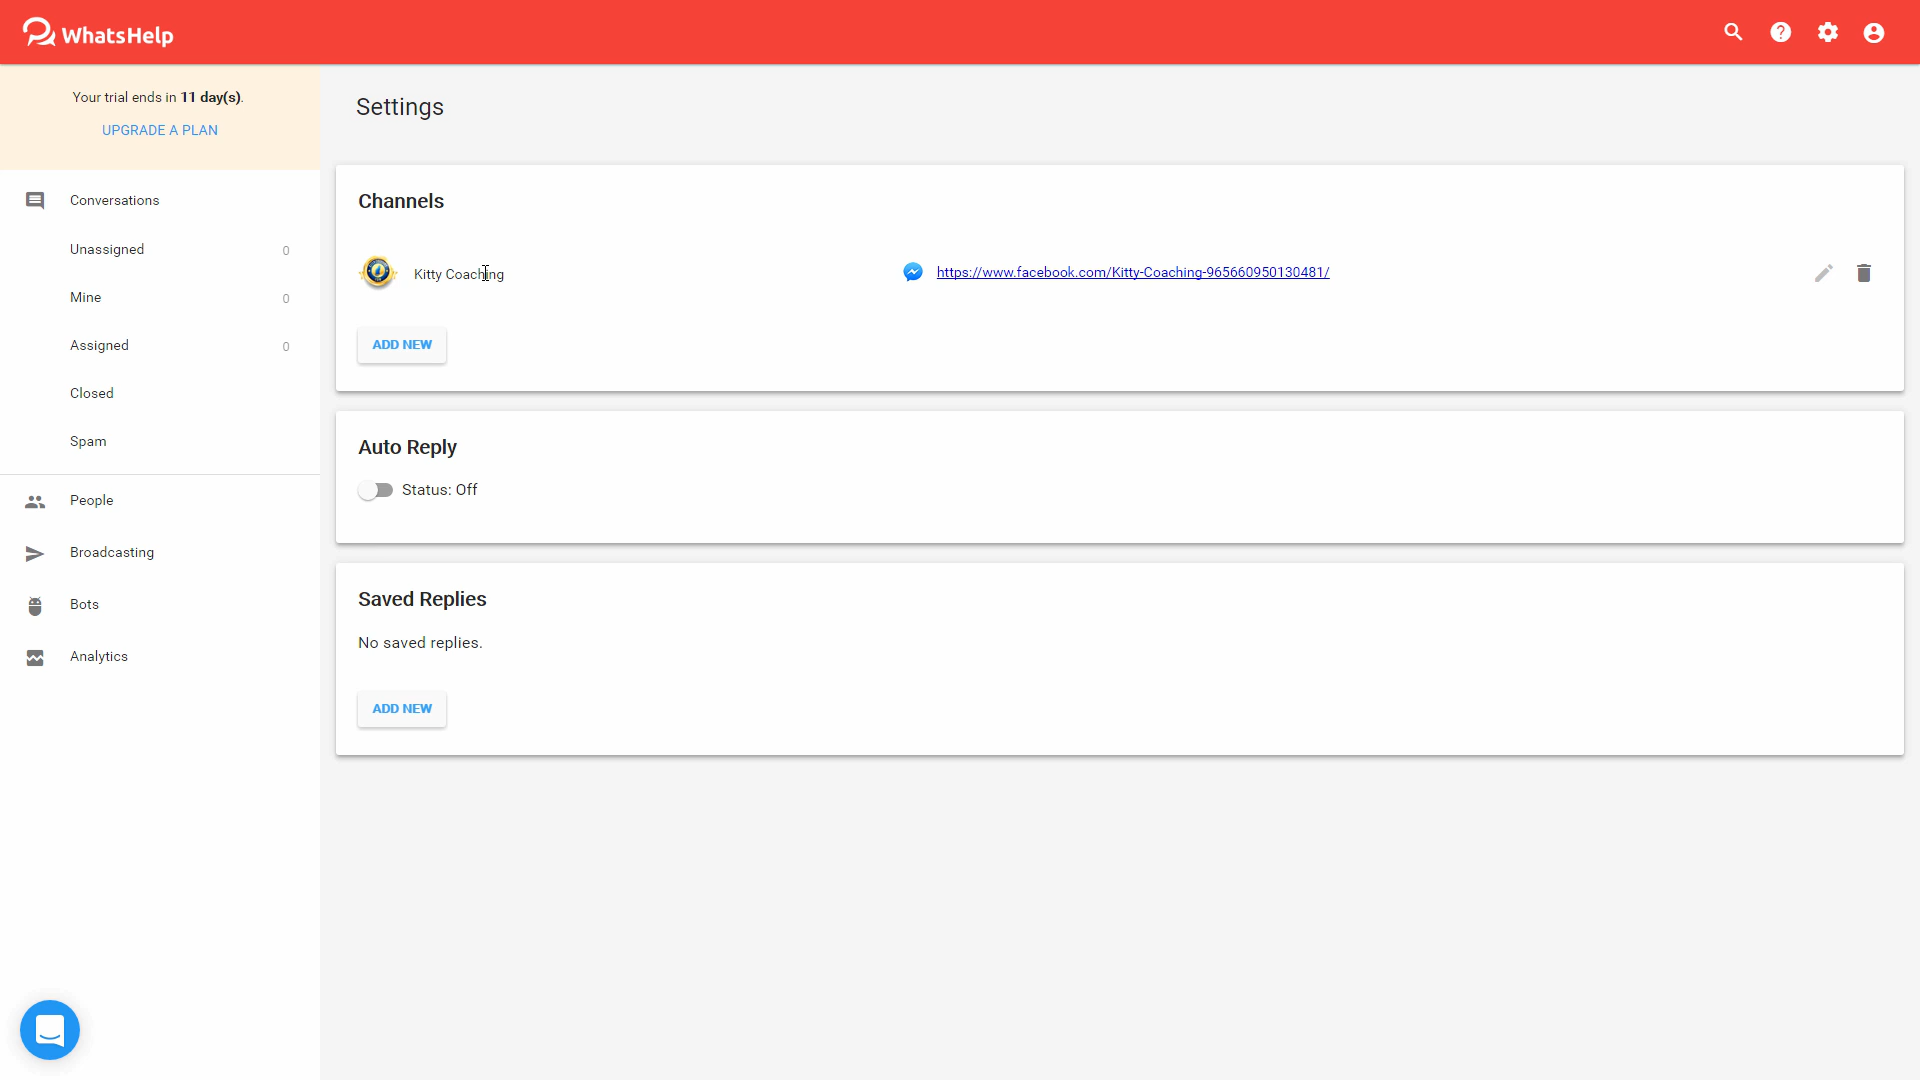 WhatsHelp
Your trial ends in 11 day(s).
UPGRADE A PLAN
Conversations
Unassigned 0
Mine 0
Assigned 0
Closed
Spam
People
Broadcasting
Bots
Analytics
Settings
Channels
Kitty Coaching https://www.facebook.com/Kitty-Coaching-965660950130481/
ADD NEW
Auto Reply
Status: Off
Saved Replies
No saved replies.
ADD NEW